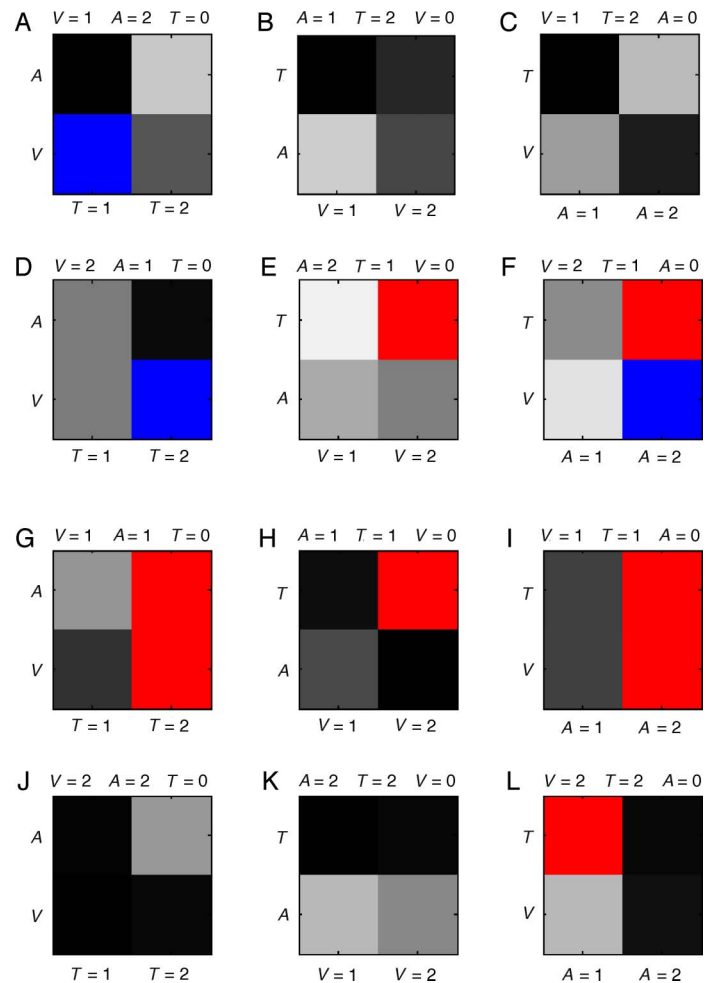 A V = 1 A = 2 T = 0
A
V
T = 1 T = 2
B A = 1 T = 2 V = 0
T
A
V = 1 V = 2
C V = 1 T = 2 A = 0
T
V
A = 1 A = 2
D V = 2 A = 1 T = 0
A
V
T = 1 T = 2
E A = 2 T = 1 V = 0
T
A
V = 1 V = 2
F V = 2 T = 1 A = 0
T
V
A = 1 A = 2
G V = 1 A = 1 T = 0
A
V
T = 1 T = 2
H A = 1 T = 1 V = 0
T
A
V = 1 V = 2
I V = 1 T = 1 A = 0
T
V
A = 1 A = 2
J V = 2 A = 2 T = 0
A
V
T = 1 T = 2
K A = 2 T = 2 V = 0
T
A
V = 1 V = 2
L V = 2 T = 2 A = 0
T
V
A = 1 A = 2